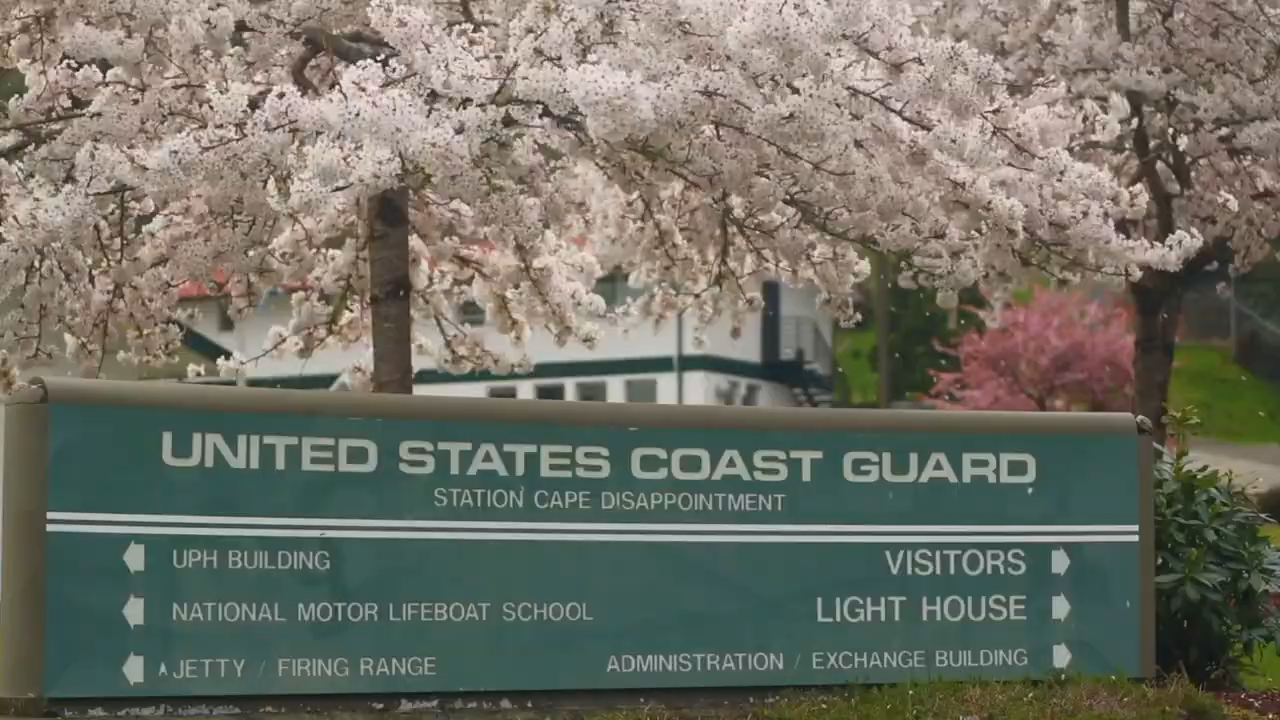 UNITED STATES COAST GUARD
STATION CAPE DISAPPOINTMENT
UPH BUILDING
VISITORS
NATIONAL MOTOR LIFEBOAT SCHOOL
LIGHT HOUSE
JETTY / FIRING RANGE
ADMINISTRATION / EXCHANGE BUILDING